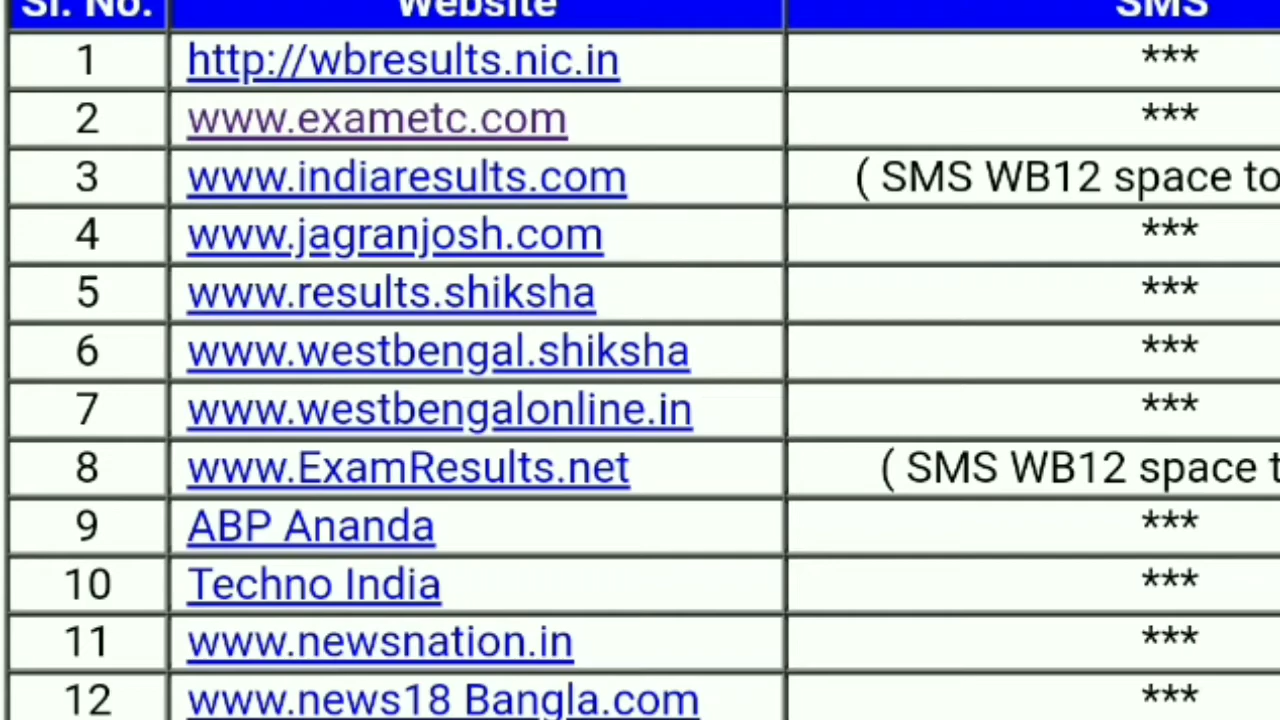 Sl. No. Website SMS
1 http://wbresults.nic.in ***
2 www.exametc.com ***
3 www.indiaresults.com ( SMS WB12 space to
4 www.jagranjosh.com ***
5 www.results.shiksha ***
6 www.westbengal.shiksha ***
7 www.westbengalonline.in ***
8 www.ExamResults.net ( SMS WB12 space t
9 ABP Ananda ***
10 Techno India ***
11 www.newsnation.in ***
12 www.news18 Bangla.com ***